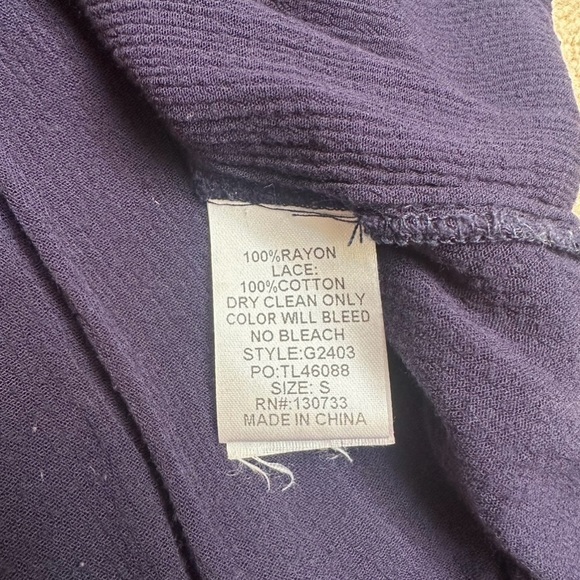 100%RAYON
LACE:
100%COTTON
DRY CLEAN ONLY
COLOR WILL BLEED
NO BLEACH
STYLE:G2403
PO:TL46088
SIZE: S
RN#:130733
MADE IN CHINA